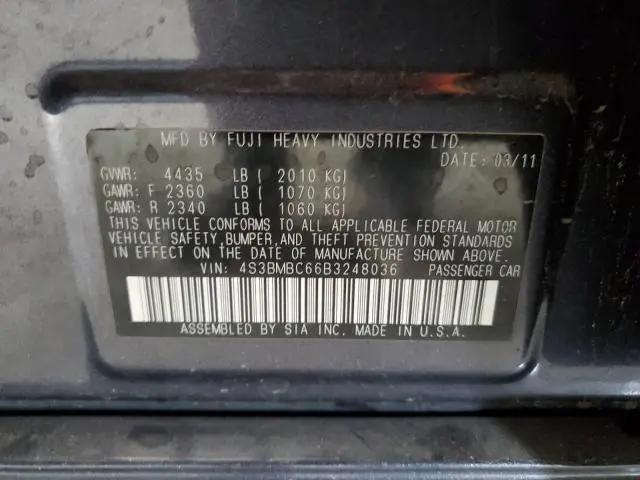 MFD BY FUJI HEAVY INDUSTRIES LTD.
DATE: 03/11
GVWR: 4435 LB ( 2010 KG)
GAWR: F 2360 LB ( 1070 KG)
GAWR: R 2340 LB ( 1060 KG)
THIS VEHICLE CONFORMS TO ALL APPLICABLE FEDERAL MOTOR
VEHICLE SAFETY,BUMPER,AND THEFT PREVENTION STANDARDS
IN EFFECT ON THE DATE OF MANUFACTURE SHOWN ABOVE.
VIN: 4S3BMBC66B3248036 PASSENGER CAR
ASSEMBLED BY SIA INC. MADE IN U.S.A.